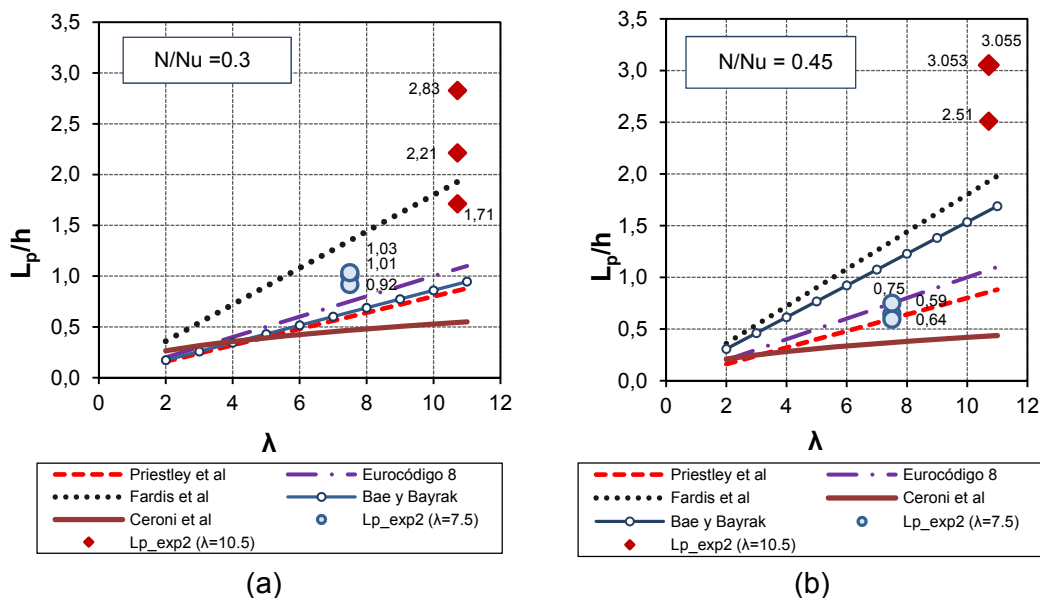 3,5
3,0
2,5
2,0
1,5
1,0
0,5
0,0
Lp/h
N/Nu =0.3
2,83
2,21
1,71
1,03
1,01
0,92
0 2 4 6 8 10 12
λ
Priestley et al Eurocódigo 8
Fardis et al Bae y Bayrak
Ceroni et al Lp_exp2 (λ=7.5)
Lp_exp2 (λ=10.5)
(a)
3,5
3,0
2,5
2,0
1,5
1,0
0,5
0,0
Lp/h
N/Nu = 0.45
3.055
3.053
2.51
0,75
0,59
0,64
0 2 4 6 8 10 12
λ
Priestley et al Eurocódigo 8
Fardis et al Ceroni et al
Bae y Bayrak Lp_exp2 (λ=7.5)
Lp_exp2 (λ=10.5)
(b)